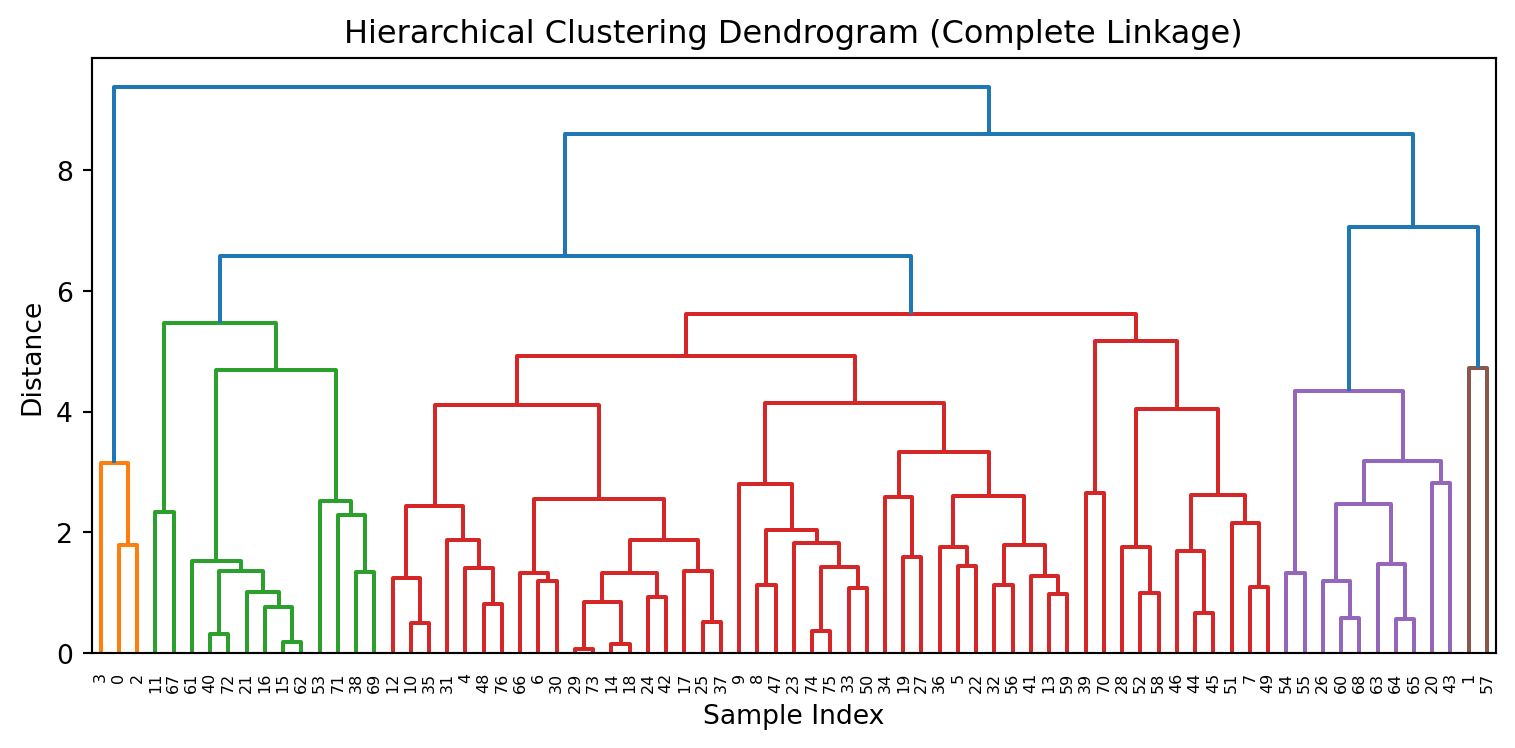 Hierarchical Clustering Dendrogram (Complete Linkage)
8
6
4
2
0
Distance
3 0 2 11 67 61 40 72 21 16 15 62 53 71 38 69 12 10 35 31 4 48 76 66 6 30 29 73 14 18 24 42 17 25 37 9 8 47 23 74 75 33 50 34 19 27 36 5 22 32 56 41 13 59 39 70 28 52 58 46 44 45 51 7 49 54 55 26 60 68 63 64 65 20 43 1 57
Sample Index